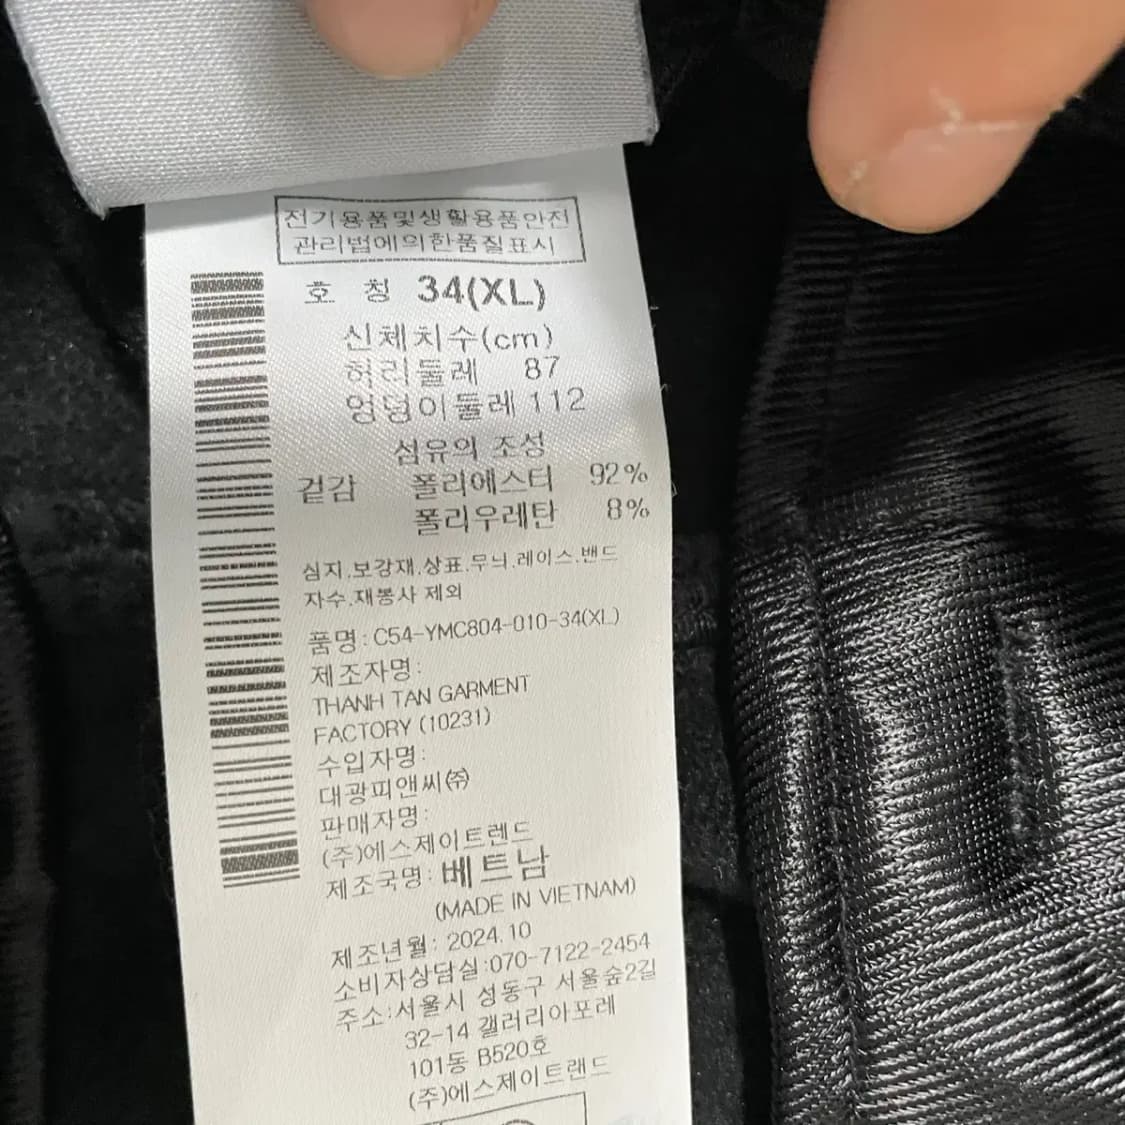 전기용품및생활용품안전
관리법에의한품질표시
호 칭 34(XL)
신체치수(cm)
허리둘레 87
엉덩이둘레 112
섬유의 조성
겉감 폴리에스터 92%
폴리우레탄 8%
심지.보강재.상표.무늬.레이스.밴드
자수.재봉사 제외
품명:C54-YMC804-010-34(XL)
제조자명:
THANH TAN GARMENT
FACTORY (10231)
수입자명:
대광피앤씨㈜
판매자명:
(주)에스제이트렌드
제조국명: 베트남
(MADE IN VIETNAM)
제조년월: 2024.10
소비자상담실:070-7122-2454
주소:서울시 성동구 서울숲2길
32-14 갤러리아포레
101동 B520호
(주)에스제이트랜드